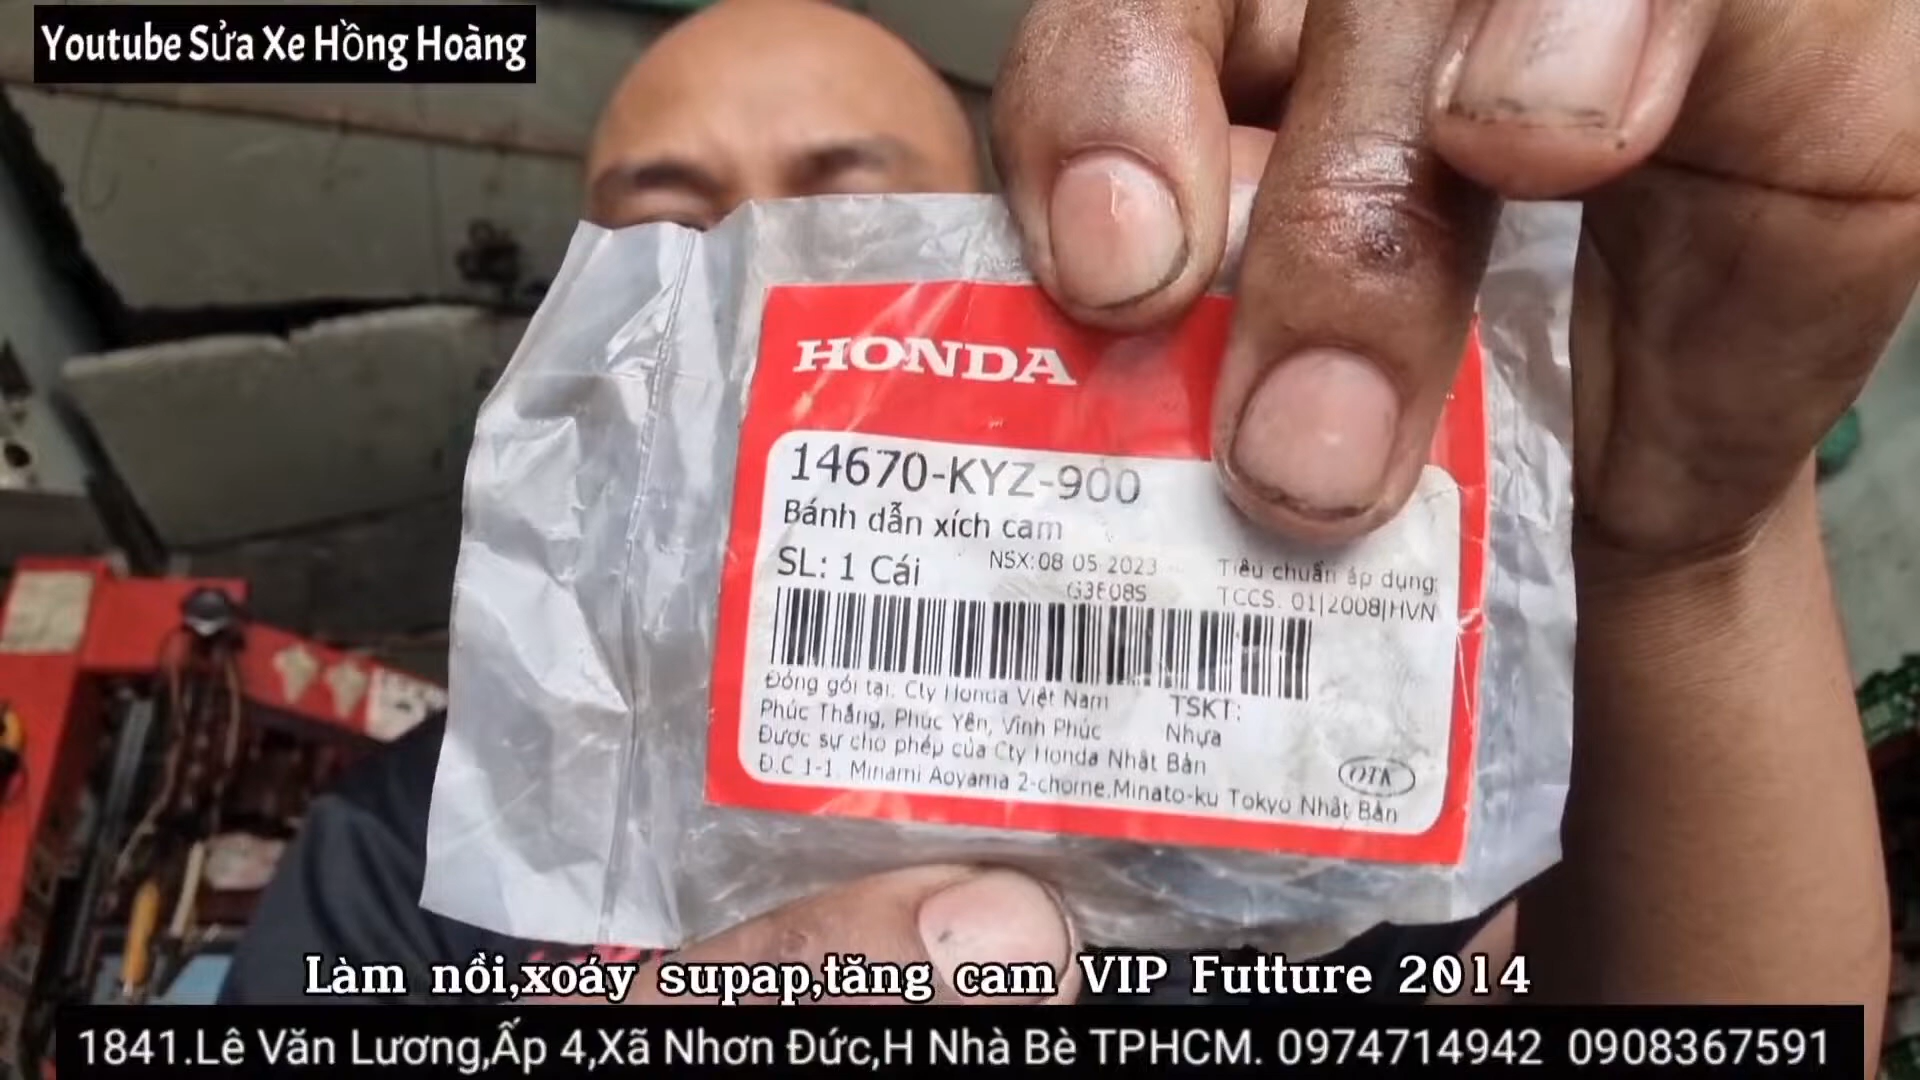 Youtube Sửa Xe Hồng Hoàng
HONDA
14670-KYZ-900
Bánh dẫn xích cam
SL: 1 Cái
NSX:08 05 2023
G3E08S
Tiêu chuẩn áp dụng:
TCCS. 01|2008|HVN
Đóng gói tại. Cty Honda Việt Nam
Phúc Thắng, Phúc Yên, Vĩnh Phúc
Được sự cho phép của Cty Honda Nhật Bản
Đ.C 1-1. Minami Aoyama 2-chome.Minato-ku Tokyo Nhật Bản
TSKT:
Nhựa
OTK
Làm nồi,xoáy supap,tăng cam VIP Futture 2014
1841.Lê Văn Lương,Ấp 4,Xã Nhơn Đức,H Nhà Bè TPHCM. 0974714942 0908367591